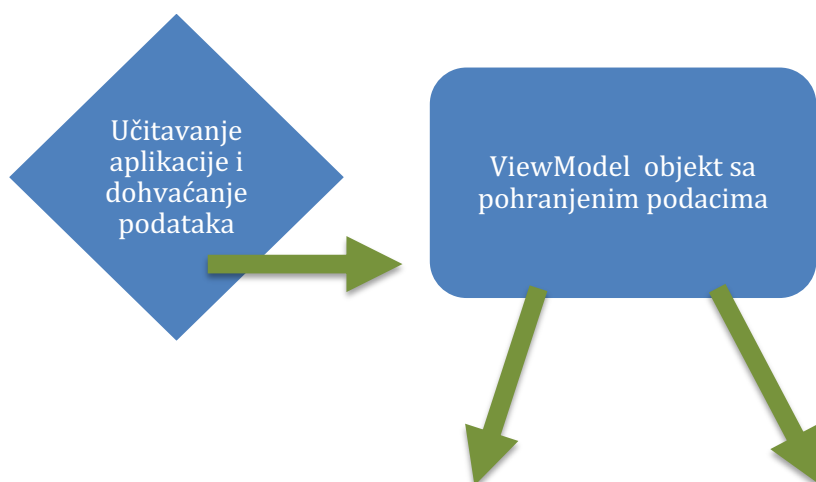 Učitavanje
aplikacije i
dohvaćanje
podataka
ViewModel  objekt sa
pohranjenim podacima